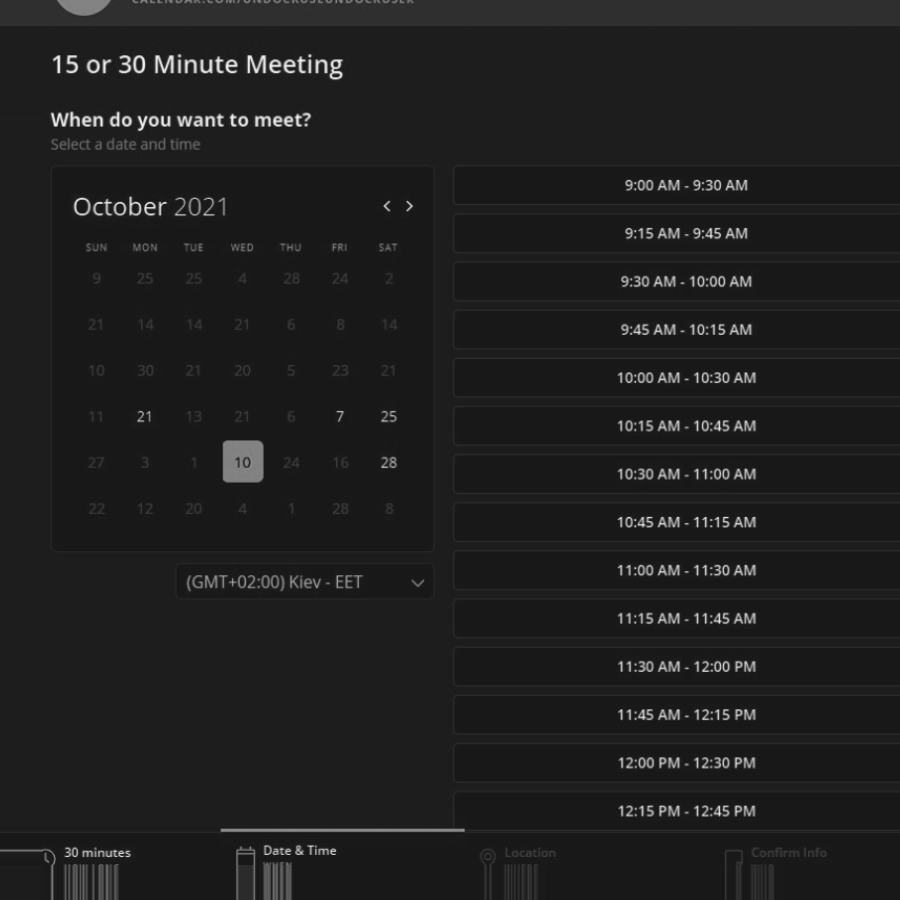 CALENDAR.COM/UNDOCKUSEUNDOCKUSER
15 or 30 Minute Meeting
When do you want to meet?
Select a date and time
October 2021
SUN MON TUE WED THU FRI SAT
9 25 25 4 28 24 2
21 14 14 21 6 8 14
10 30 21 20 5 23 21
11 21 13 21 6 7 25
27 3 1 10 24 16 28
22 12 20 4 1 28 8
(GMT+02:00) Kiev - EET
9:00 AM - 9:30 AM
9:15 AM - 9:45 AM
9:30 AM - 10:00 AM
9:45 AM - 10:15 AM
10:00 AM - 10:30 AM
10:15 AM - 10:45 AM
10:30 AM - 11:00 AM
10:45 AM - 11:15 AM
11:00 AM - 11:30 AM
11:15 AM - 11:45 AM
11:30 AM - 12:00 PM
11:45 AM - 12:15 PM
12:00 PM - 12:30 PM
12:15 PM - 12:45 PM
30 minutes
Date & Time
Location
Confirm Info